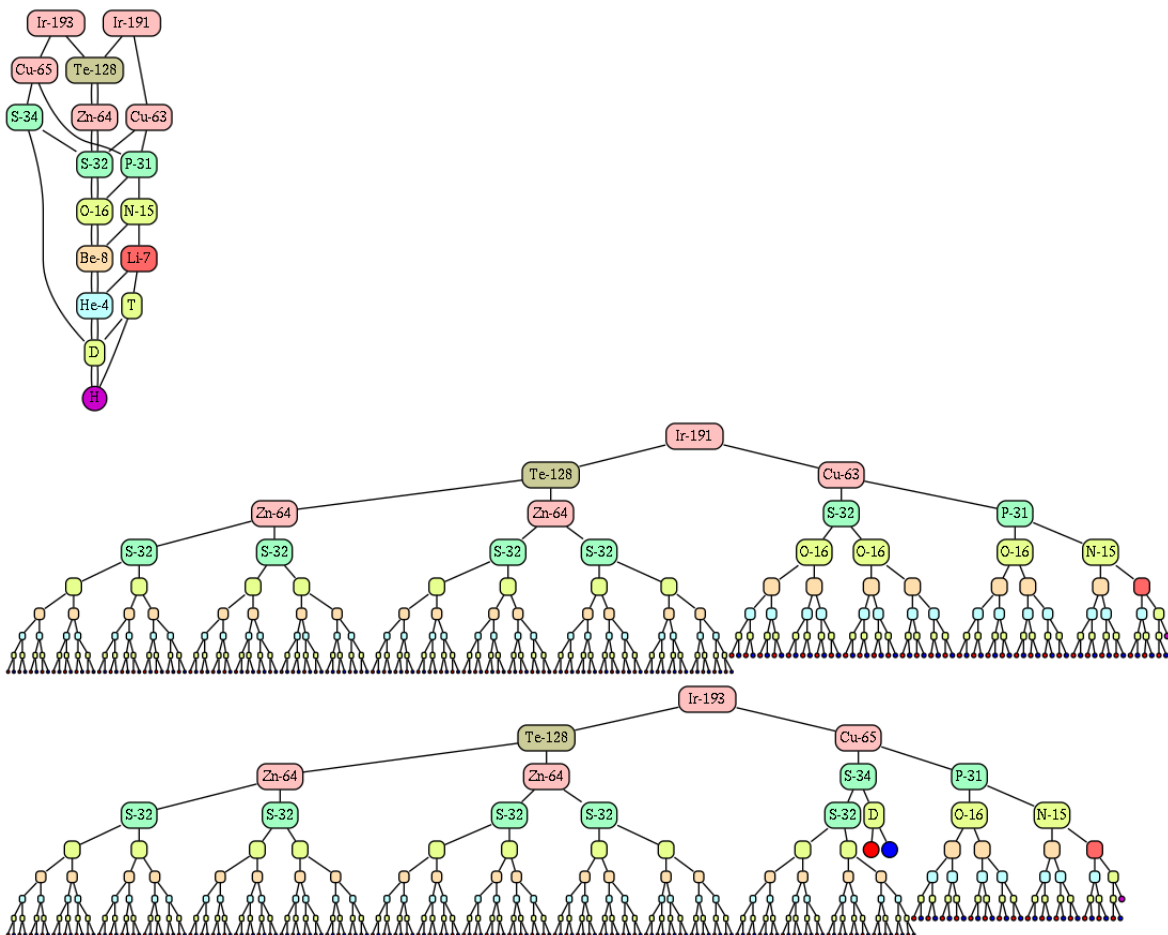 Ir-193 Ir-191
Cu-65 Te-128
S-34 Zn-64 Cu-63
S-32 P-31
O-16 N-15
Be-8 Li-7
He-4 T
D
H
Ir-191
Te-128 Cu-63
Zn-64 Zn-64 S-32 P-31
S-32 S-32 S-32 S-32 O-16 O-16 O-16 N-15
Ir-193
Te-128 Cu-65
Zn-64 Zn-64 S-34 P-31
S-32 S-32 S-32 S-32 S-32 D O-16 N-15